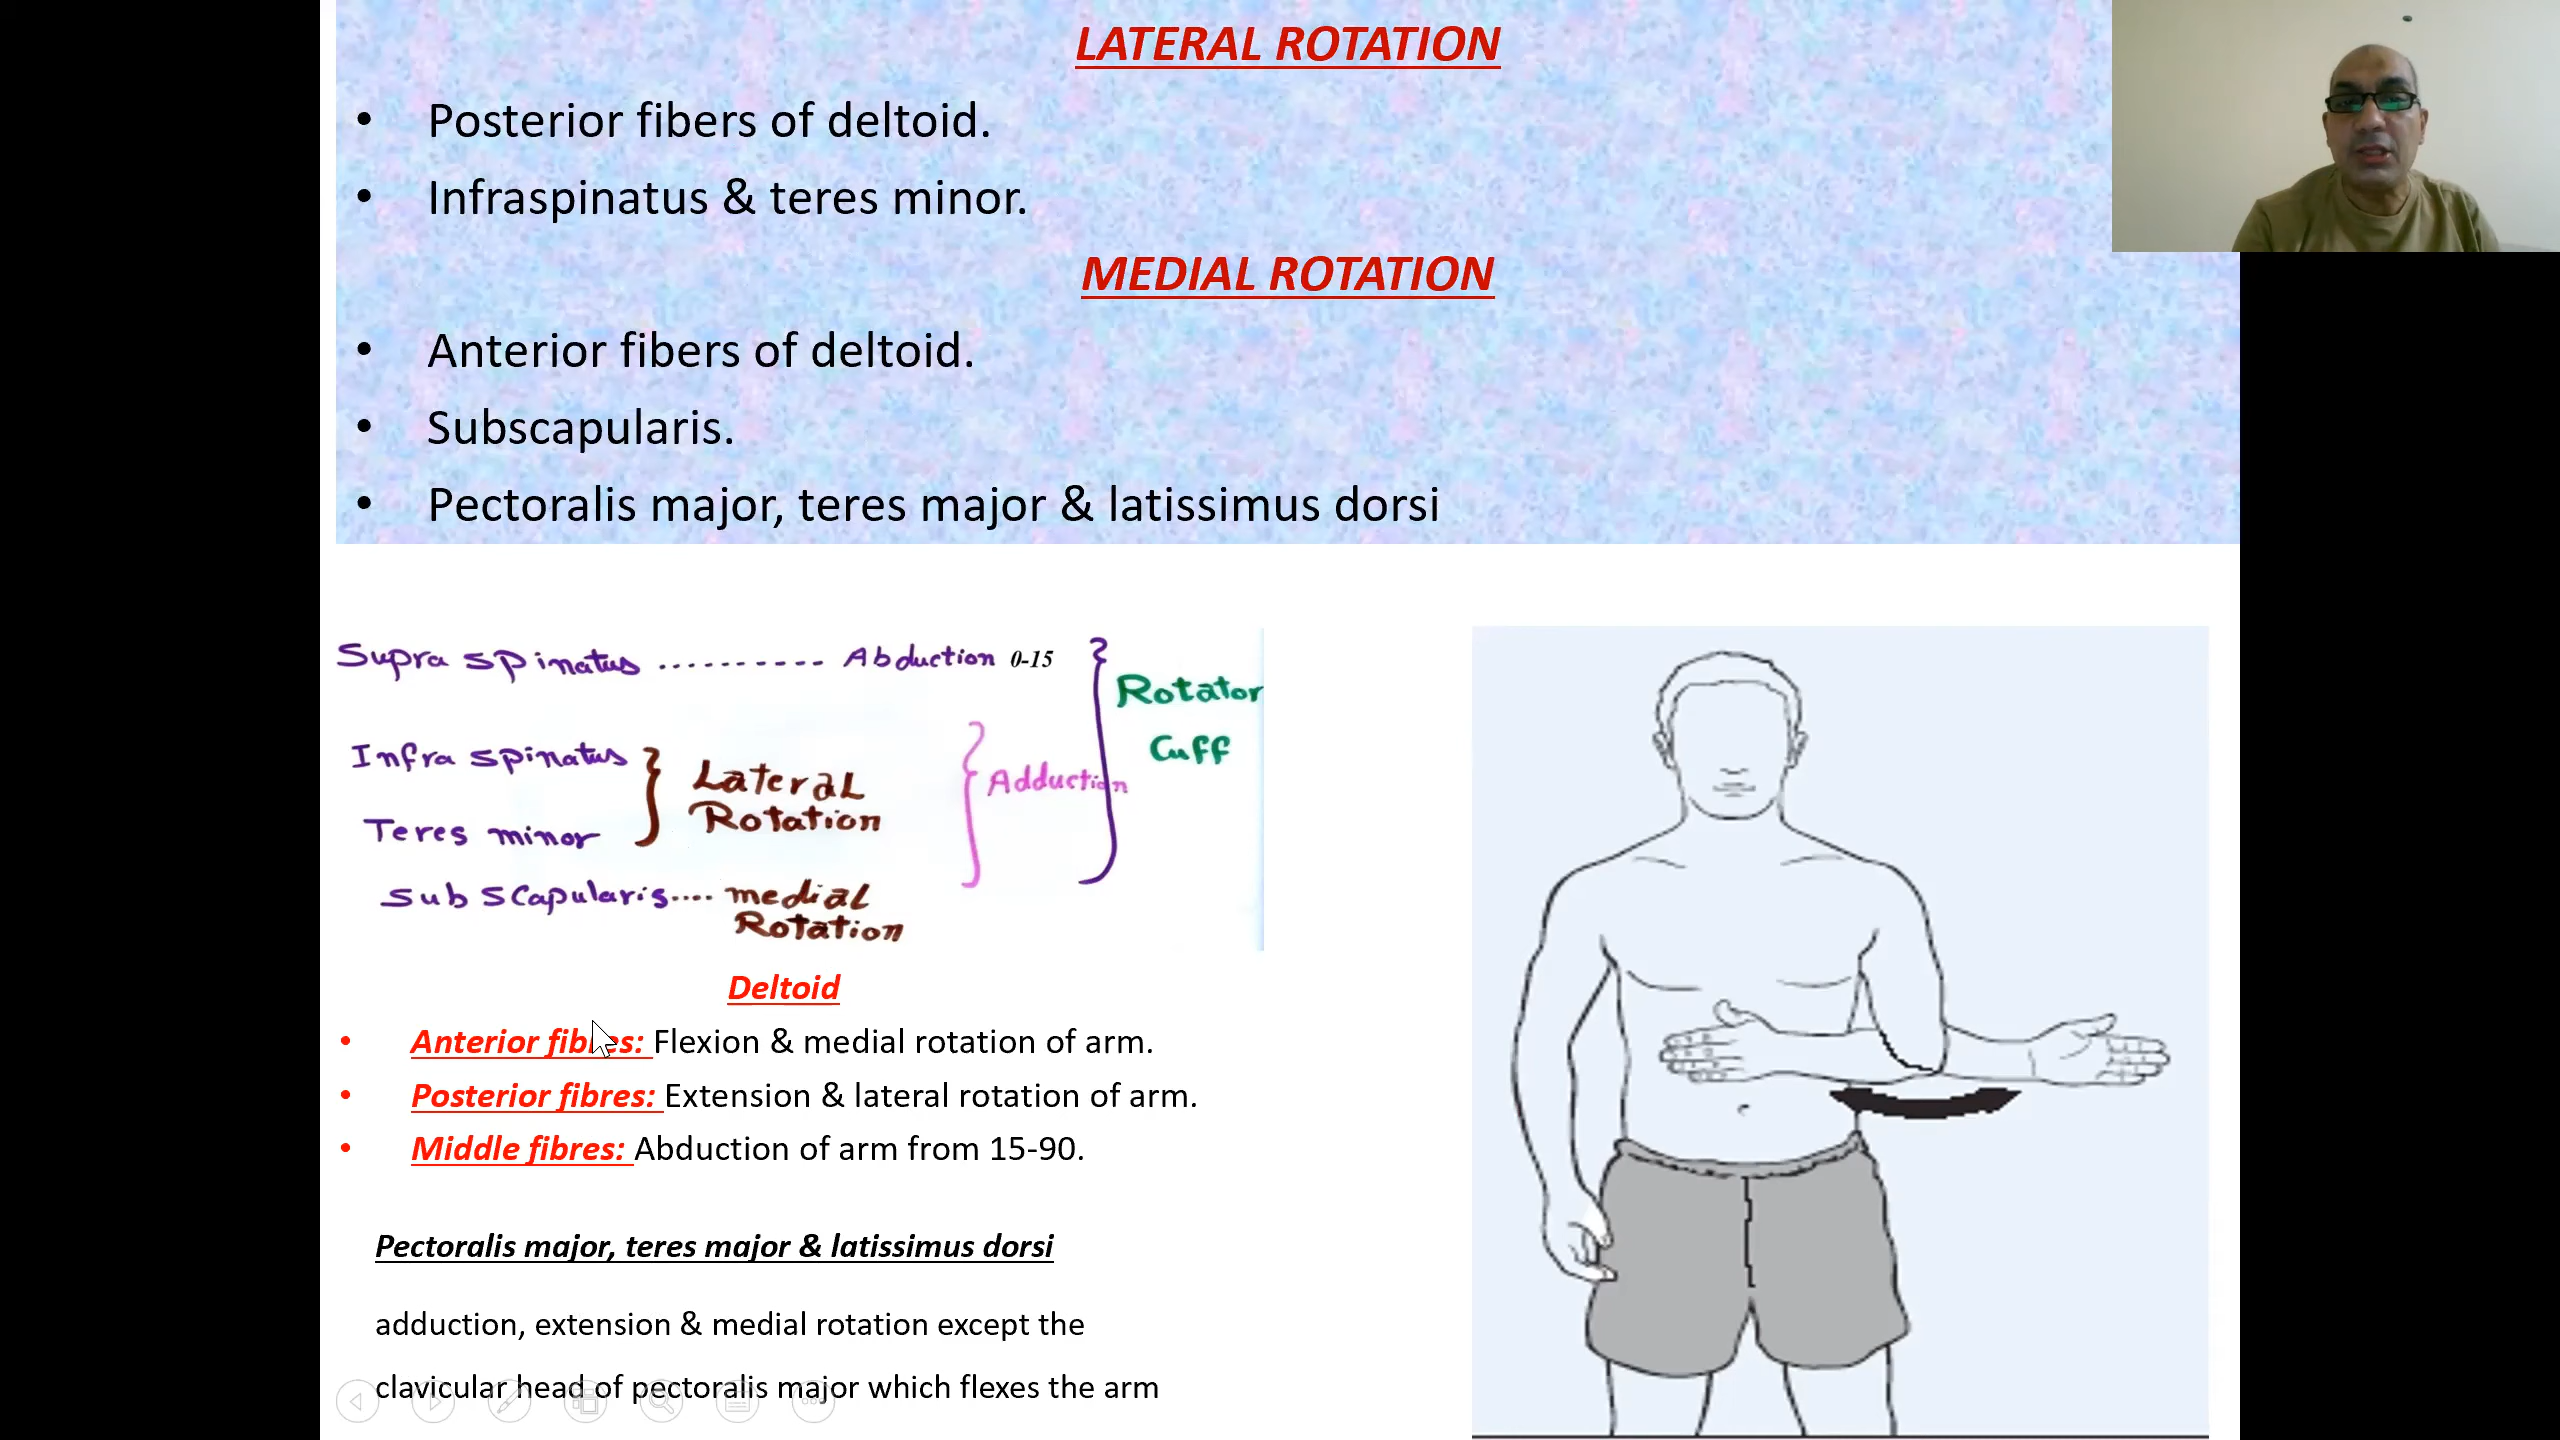 LATERAL ROTATION
• Posterior fibers of deltoid.
• Infraspinatus & teres minor.
MEDIAL ROTATION
• Anterior fibers of deltoid.
• Subscapularis.
• Pectoralis major, teres major & latissimus dorsi
Supra spinatus .......... Abduction 0-15
Rotator
Cuff
Infra spinatus
Lateral
Rotation
Adduction
Teres minor
Sub scapularis.... medial
Rotation
Deltoid
• Anterior fibres: Flexion & medial rotation of arm.
• Posterior fibres: Extension & lateral rotation of arm.
• Middle fibres: Abduction of arm from 15-90.
Pectoralis major, teres major & latissimus dorsi
adduction, extension & medial rotation except the
clavicular head of pectoralis major which flexes the arm